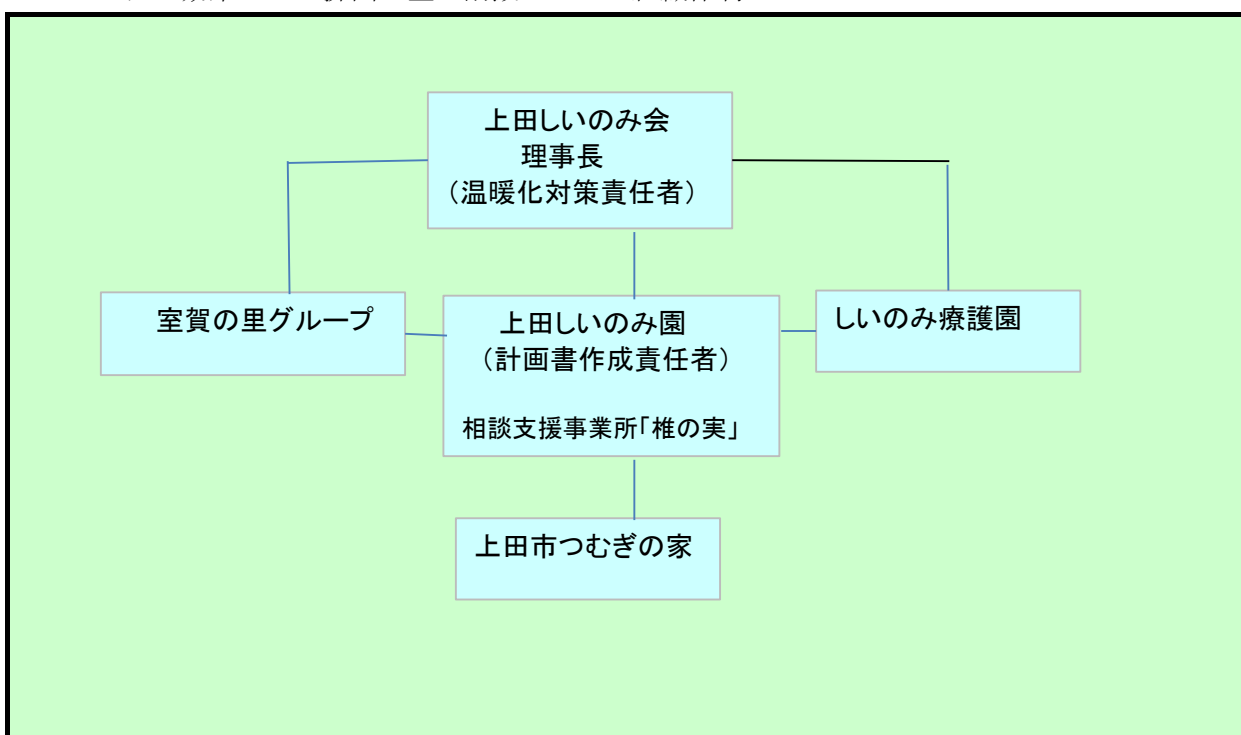 上田しいのみ会
理事長
（温暖化対策責任者）
室賀の里グループ
上田しいのみ園
（計画書作成責任者）
相談支援事業所「椎の実」
しいのみ療護園
上田市つむぎの家